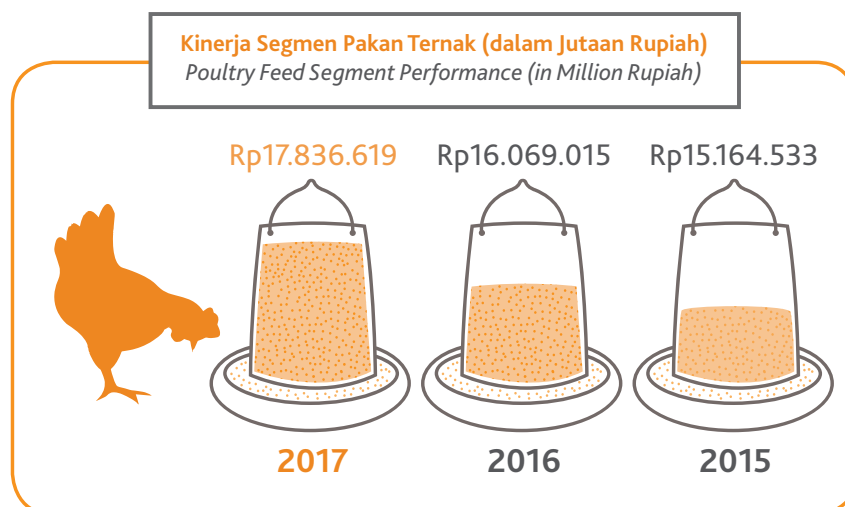 Kinerja Segmen Pakan Ternak (dalam Jutaan Rupiah)
Poultry Feed Segment Performance (in Million Rupiah)
Rp17.836.619 Rp16.069.015 Rp15.164.533
2017 2016 2015